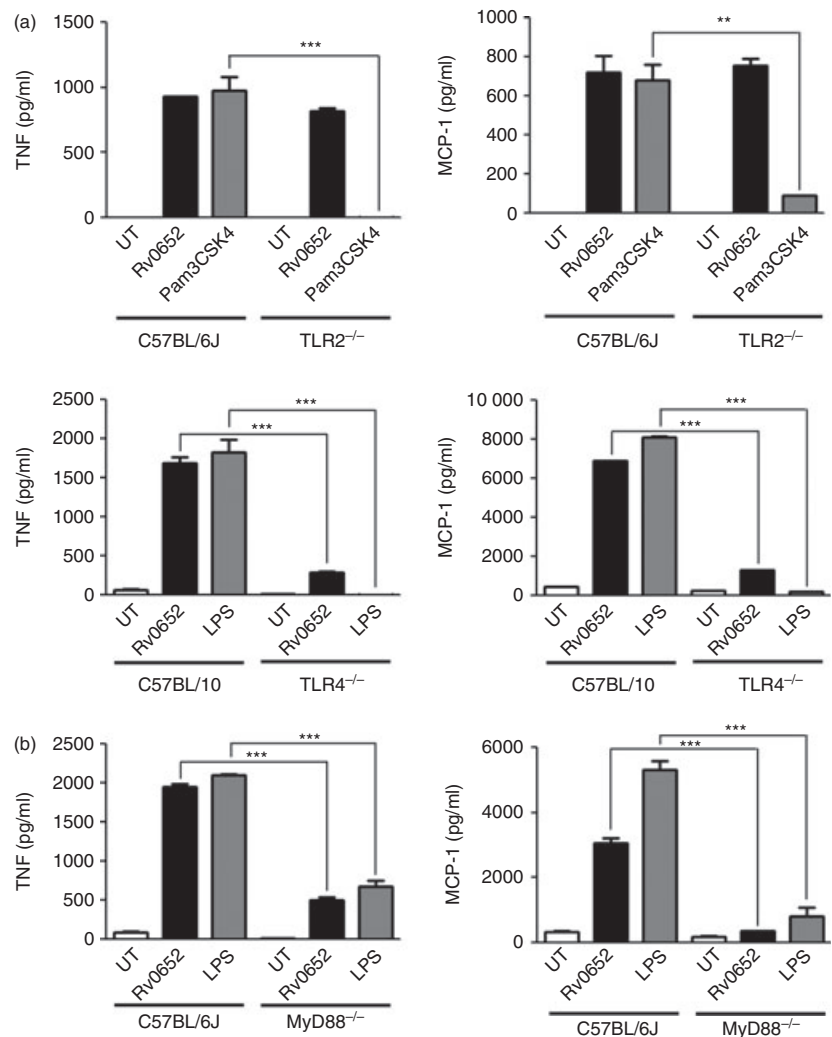 (a)
TNF (pg/ml)
1500
1000
500
0
***
UT
Rv0652
Pam3CSK4
UT
Rv0652
Pam3CSK4
C57BL/6J
TLR2–/–
MCP-1 (pg/ml)
1000
800
600
400
200
0
**
UT
Rv0652
Pam3CSK4
UT
Rv0652
Pam3CSK4
C57BL/6J
TLR2–/–
TNF (pg/ml)
2500
2000
1500
1000
500
0
***
***
UT
Rv0652
LPS
UT
Rv0652
LPS
C57BL/10
TLR4–/–
MCP-1 (pg/ml)
10 000
8000
6000
4000
2000
0
***
***
UT
Rv0652
LPS
UT
Rv0652
LPS
C57BL/10
TLR4–/–
(b)
TNF (pg/ml)
2500
2000
1500
1000
500
0
***
***
UT
Rv0652
LPS
UT
Rv0652
LPS
C57BL/6J
MyD88–/–
MCP-1 (pg/ml)
6000
4000
2000
0
***
***
UT
Rv0652
LPS
UT
Rv0652
LPS
C57BL/6J
MyD88–/–